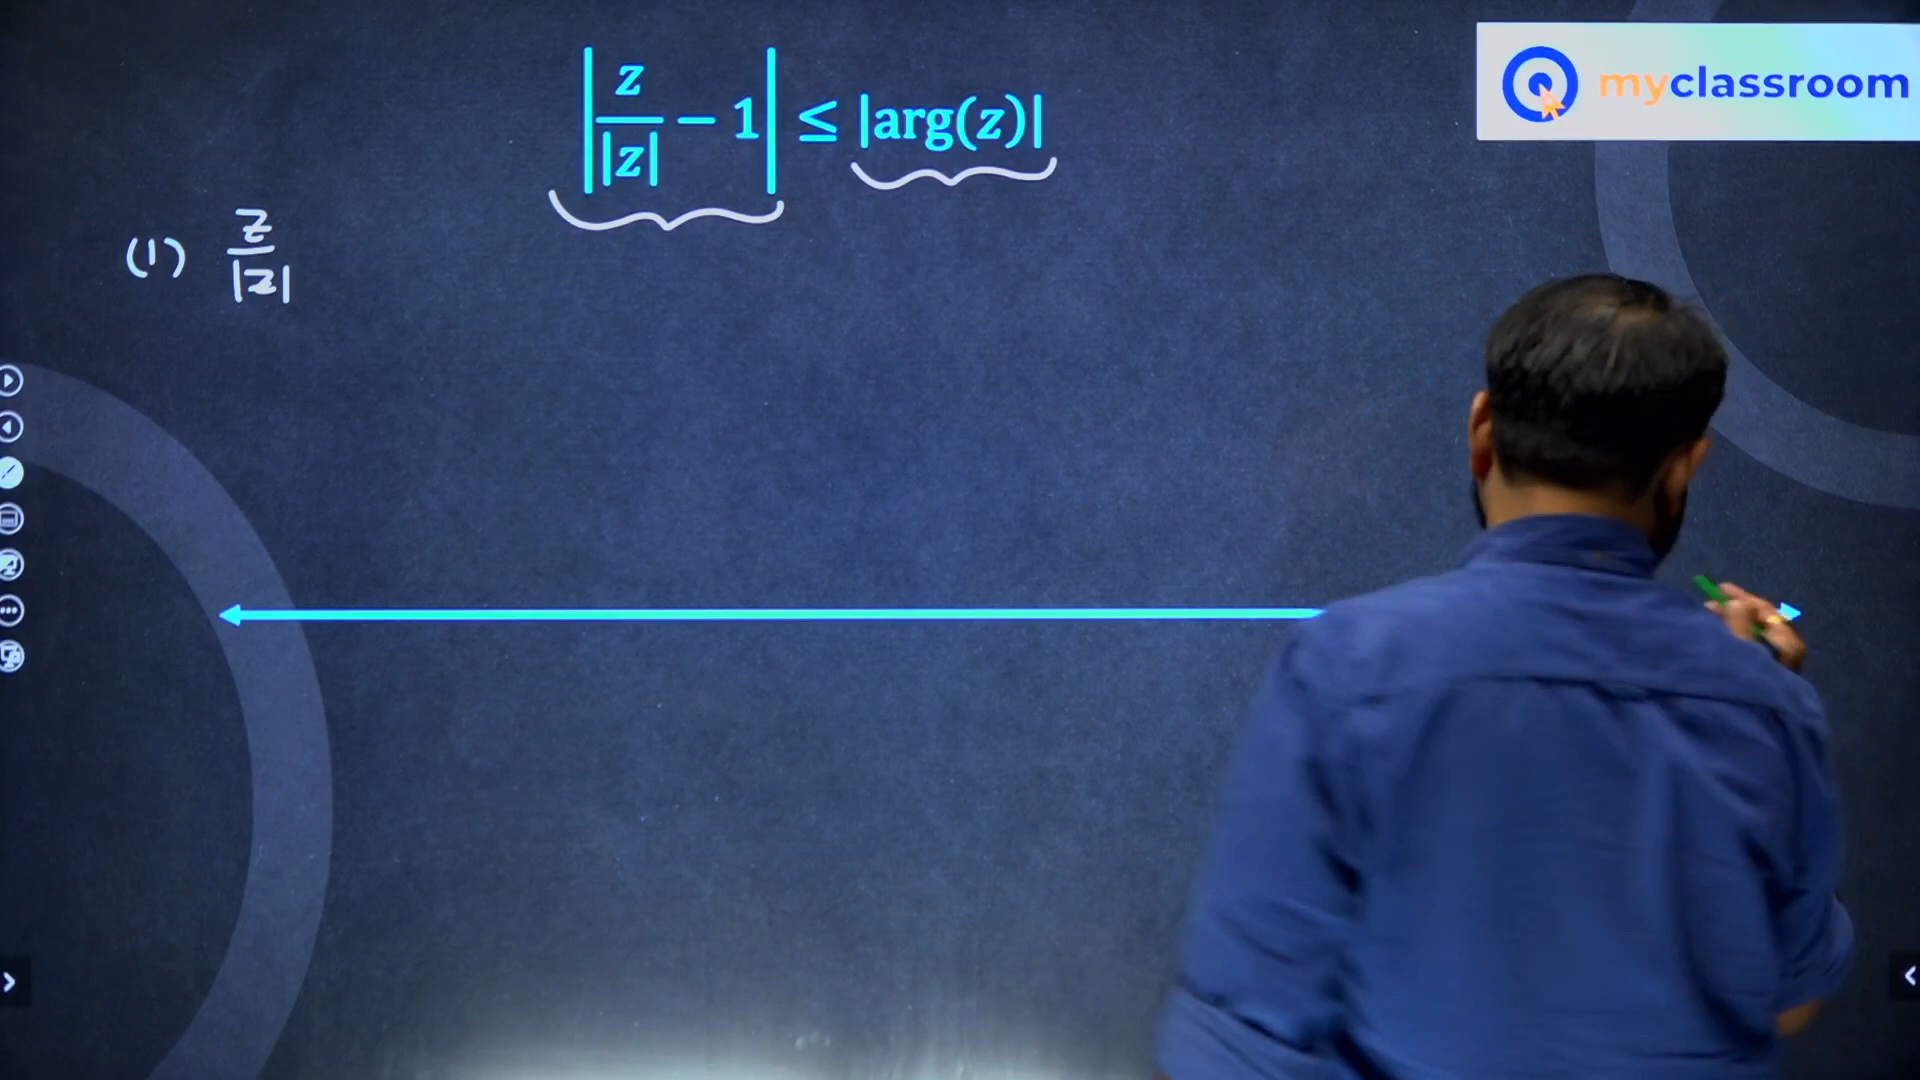 |z/|z| − 1| ≤ |arg(z)|
myclassroom
(1) z/|z|